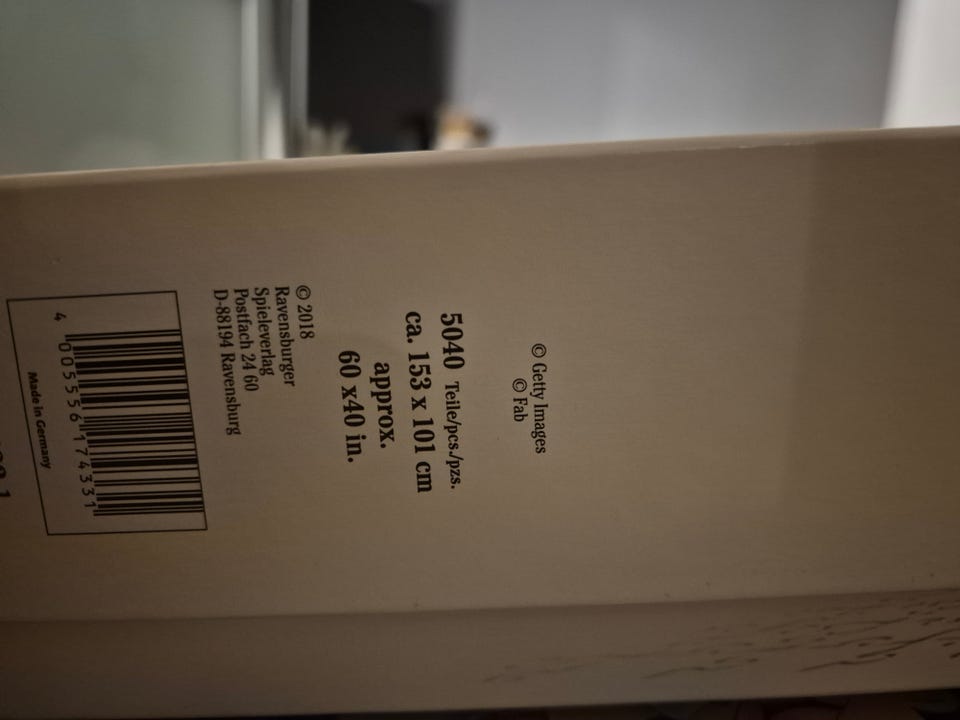 © Getty Images
© Fab
5040 Teile/pcs./pzs.
ca. 153 x 101 cm
approx.
60 x40 in.
© 2018
Ravensburger
Spieleverlag
Postfach 24 60
D-88194 Ravensburg
4 005556 174331
Made in Germany